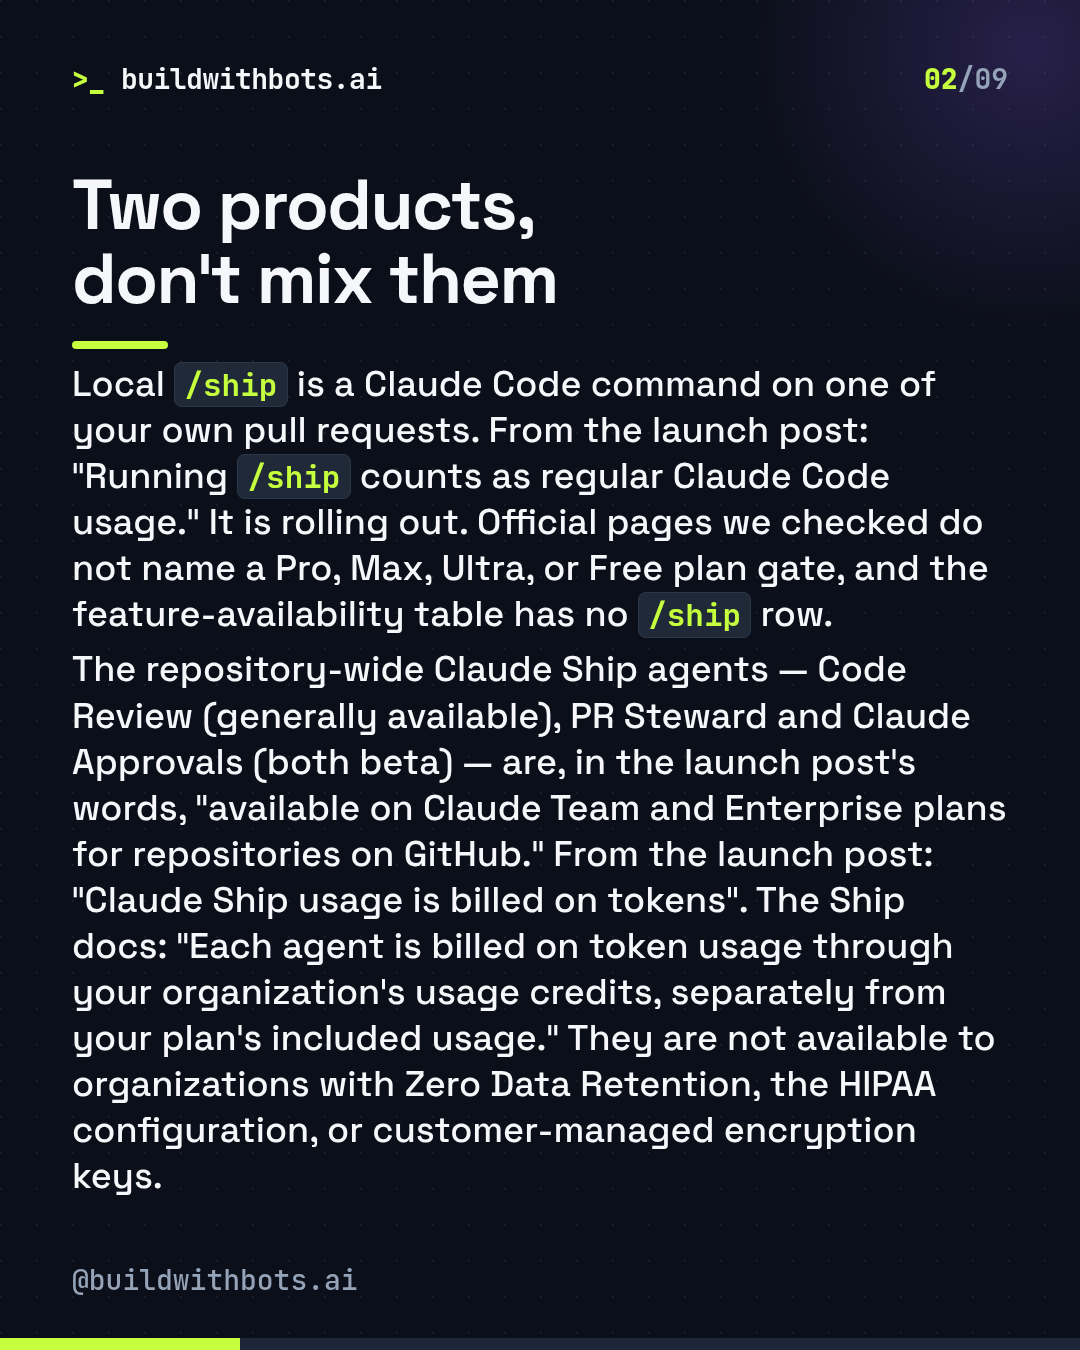 >_ buildwithbots.ai
02/09
Two products,
don't mix them
Local /ship is a Claude Code command on one of
your own pull requests. From the launch post:
"Running /ship counts as regular Claude Code
usage." It is rolling out. Official pages we checked do
not name a Pro, Max, Ultra, or Free plan gate, and the
feature-availability table has no /ship row.
The repository-wide Claude Ship agents — Code
Review (generally available), PR Steward and Claude
Approvals (both beta) — are, in the launch post's
words, "available on Claude Team and Enterprise plans
for repositories on GitHub." From the launch post:
"Claude Ship usage is billed on tokens". The Ship
docs: "Each agent is billed on token usage through
your organization's usage credits, separately from
your plan's included usage." They are not available to
organizations with Zero Data Retention, the HIPAA
configuration, or customer-managed encryption
keys.
@buildwithbots.ai